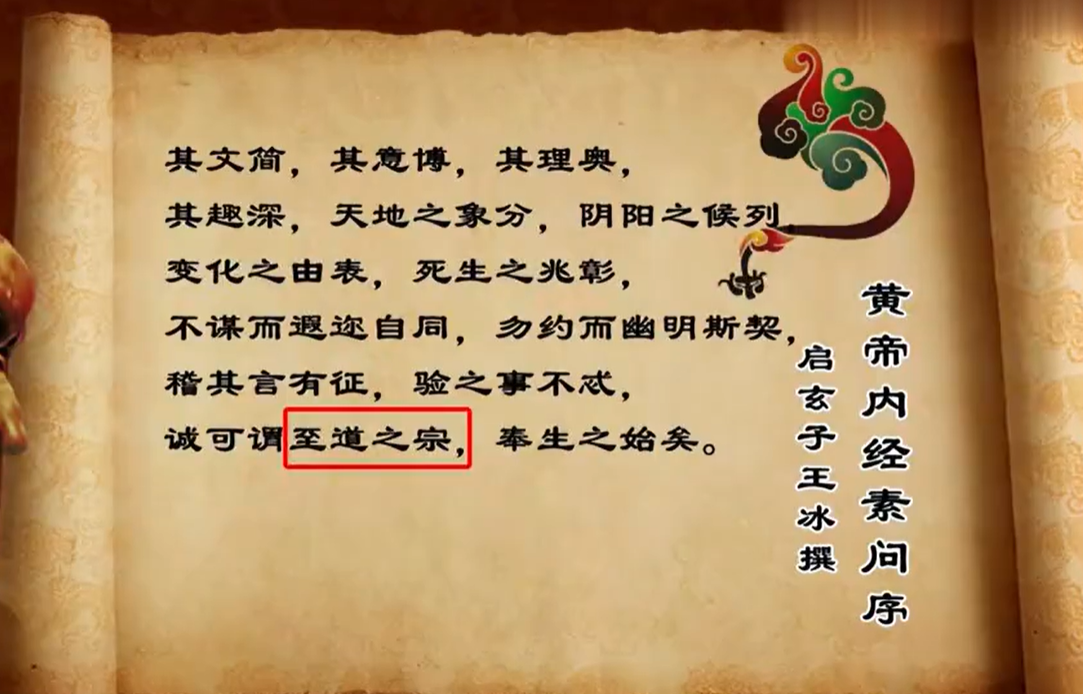 其文简，其意博，其理奥，
其趣深，天地之象分，阴阳之候列
变化之由表，死生之兆彰，
不谋而遐迩自同，勿约而幽明斯契，
稽其言有征，验之事不忒，
诚可谓至道之宗，奉生之始矣。
黄帝内经素问序
启玄子王冰撰